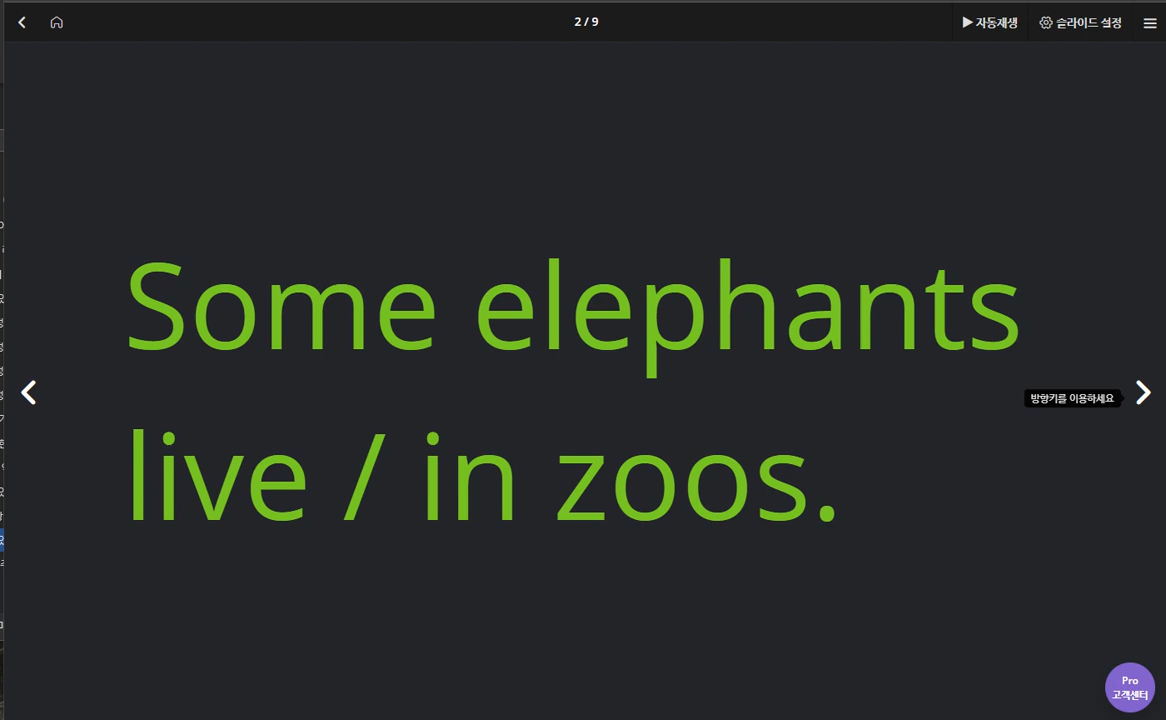 2 / 9
자동재생
슬라이드 설정
Some elephants
live / in zoos.
방향키를 이용하세요
Pro
고객센터